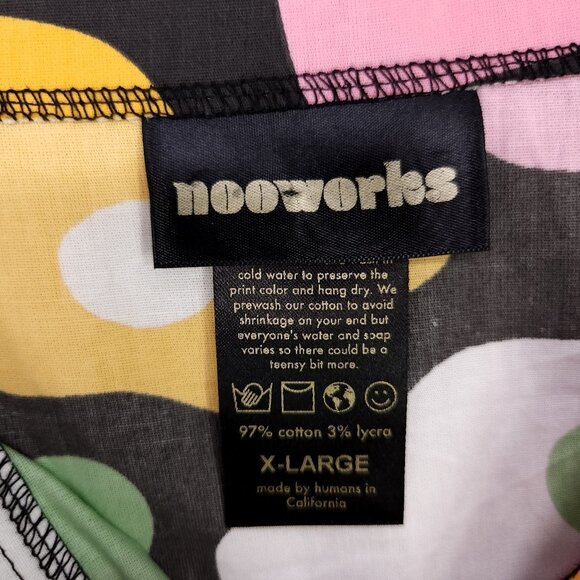 nooworks
cold water to preserve the
print color and hang dry. We
prewash our cotton to avoid
shrinkage on your end but
everyone's water and soap
varies so there could be a
teensy bit more.
97% cotton 3% lycra
X-LARGE
made by humans in
California